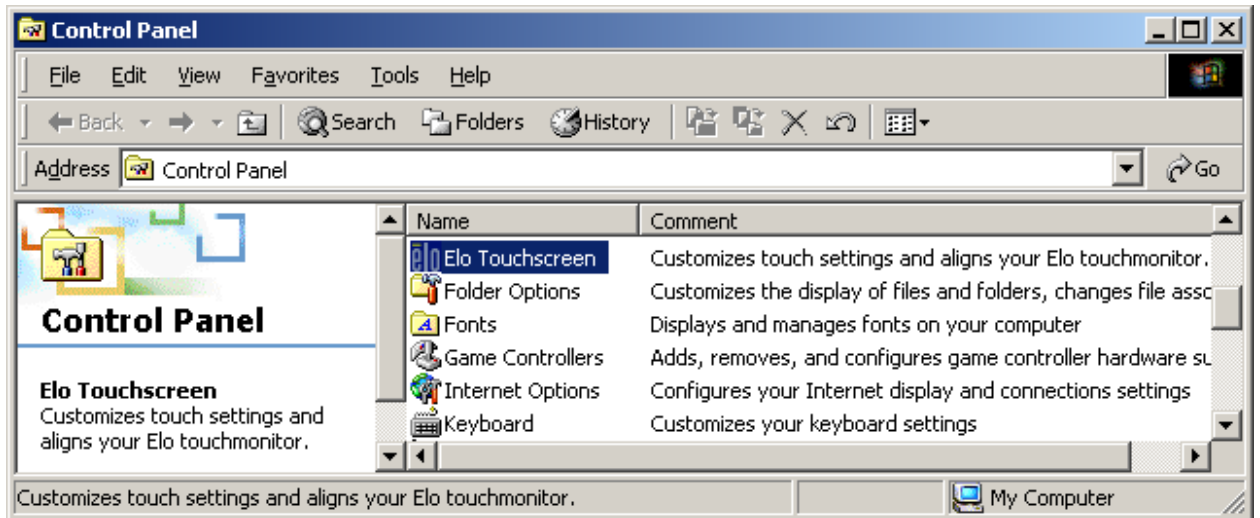 Control Panel
File Edit View Favorites Tools Help
Back Search Folders History
Address Control Panel Go
Name Comment
elo Elo Touchscreen Customizes touch settings and aligns your Elo touchmonitor.
Folder Options Customizes the display of files and folders, changes file assc
Fonts Displays and manages fonts on your computer
Game Controllers Adds, removes, and configures game controller hardware su
Internet Options Configures your Internet display and connections settings
Keyboard Customizes your keyboard settings
Control Panel
Elo Touchscreen
Customizes touch settings and
aligns your Elo touchmonitor.
Customizes touch settings and aligns your Elo touchmonitor. My Computer